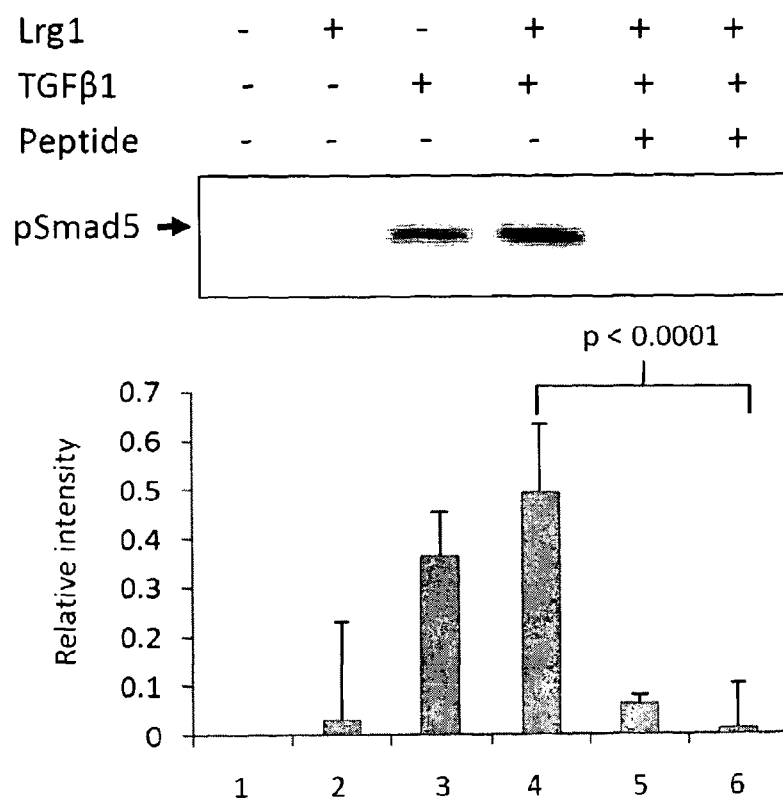 Lrg1 - + - + + +
TGFβ1 - - + + + +
Peptide - - - - + +
pSmad5
p < 0.0001
0.7
0.6
0.5
0.4
0.3
0.2
0.1
0
Relative intensity
1 2 3 4 5 6